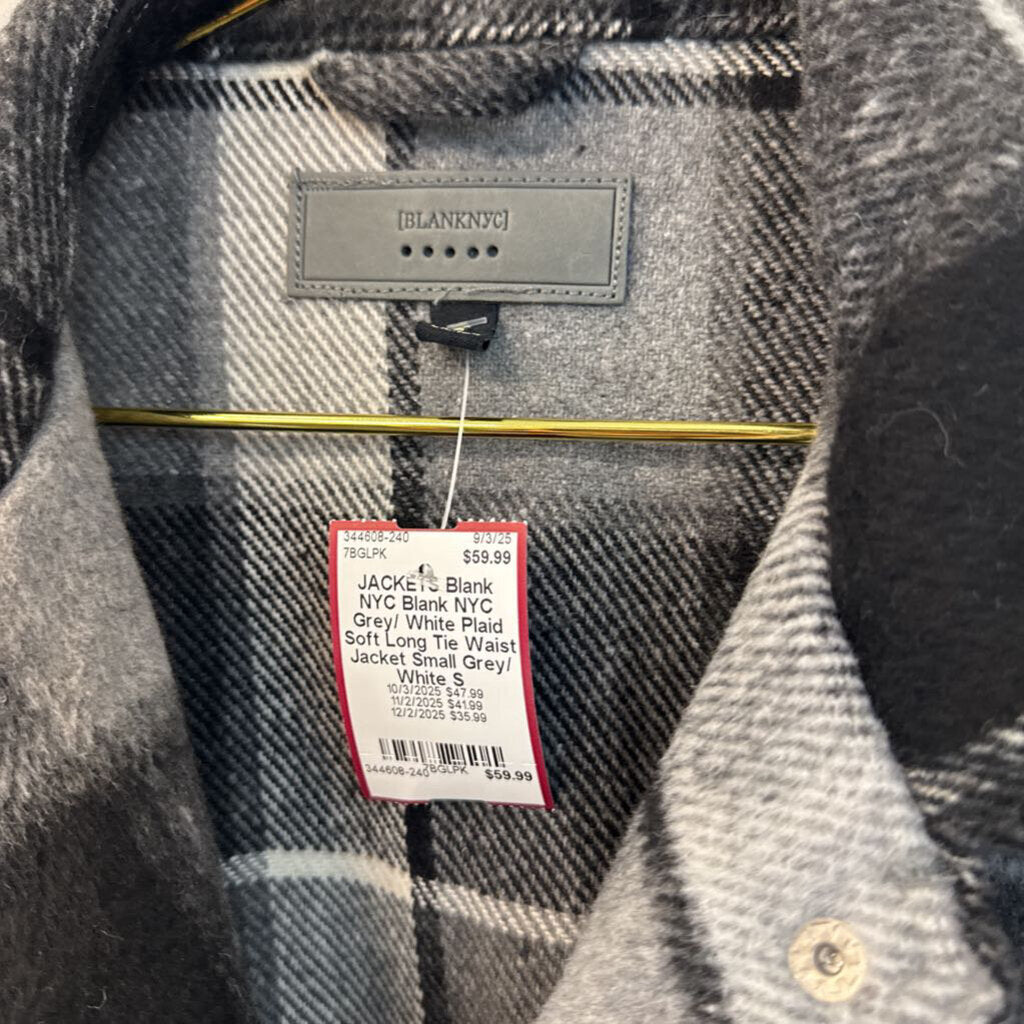 [BLANKNYC]
344608-240 9/3/25
7BGLPK $59.99
JACKETS Blank
NYC Blank NYC
Grey/ White Plaid
Soft Long Tie Waist
Jacket Small Grey/
White S
10/3/2025 $47.99
11/2/2025 $41.99
12/2/2025 $35.99
344608-240 7BGLPK $59.99